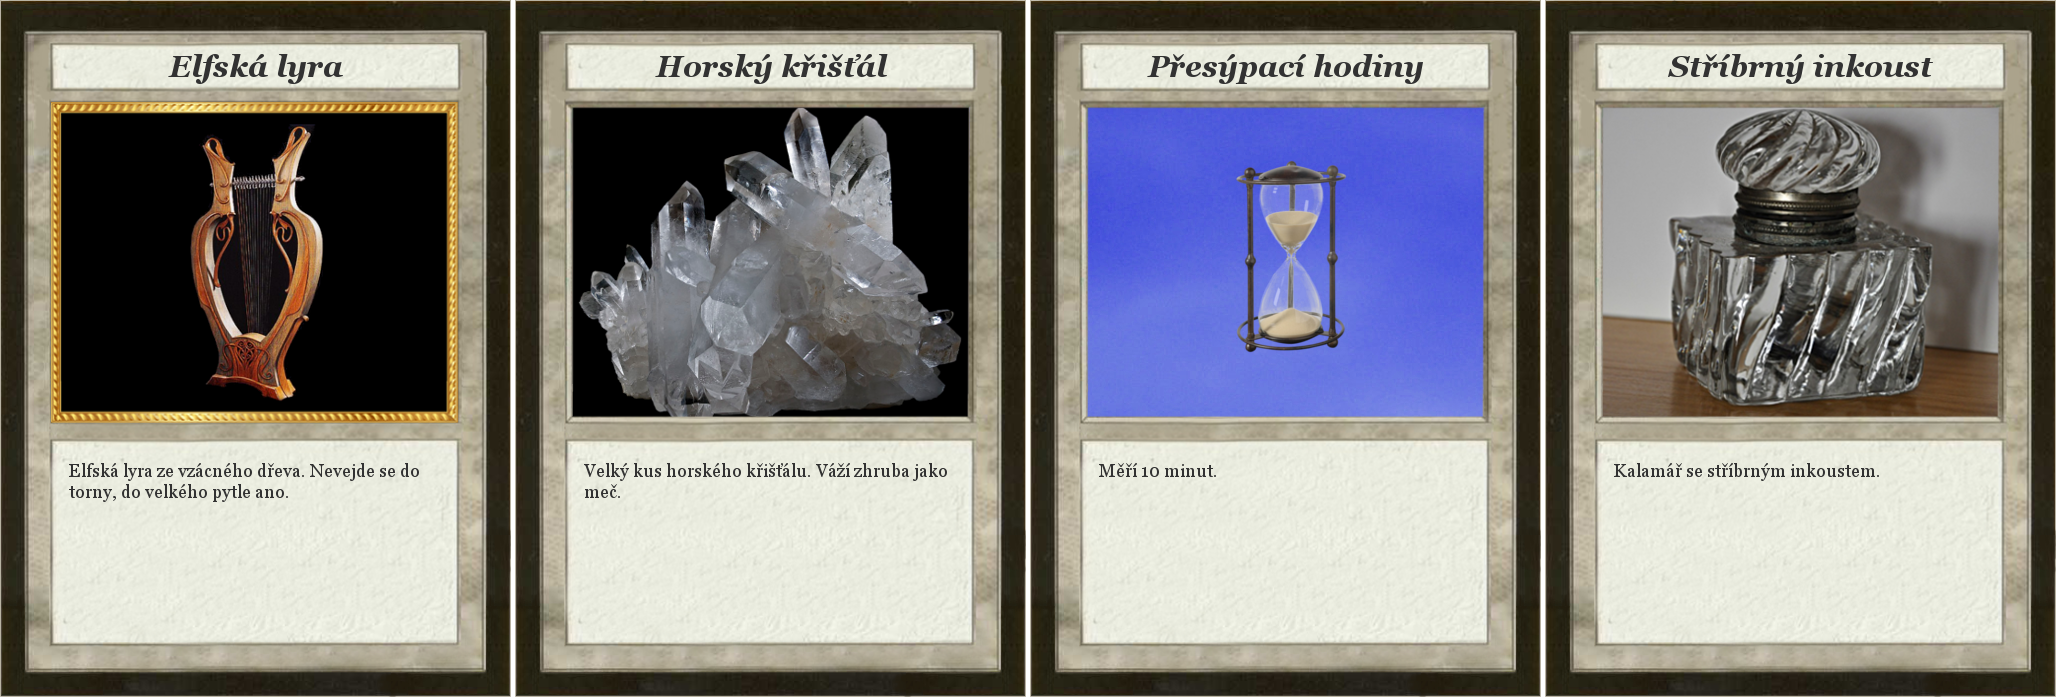 Elfská lyra
Elfská lyra ze vzácného dřeva. Nevejde se do
torny, do velkého pytle ano.
Horský křišťál
Velký kus horského křišťálu. Váží zhruba jako
meč.
Přesýpací hodiny
Měří 10 minut.
Stříbrný inkoust
Kalamář se stříbrným inkoustem.